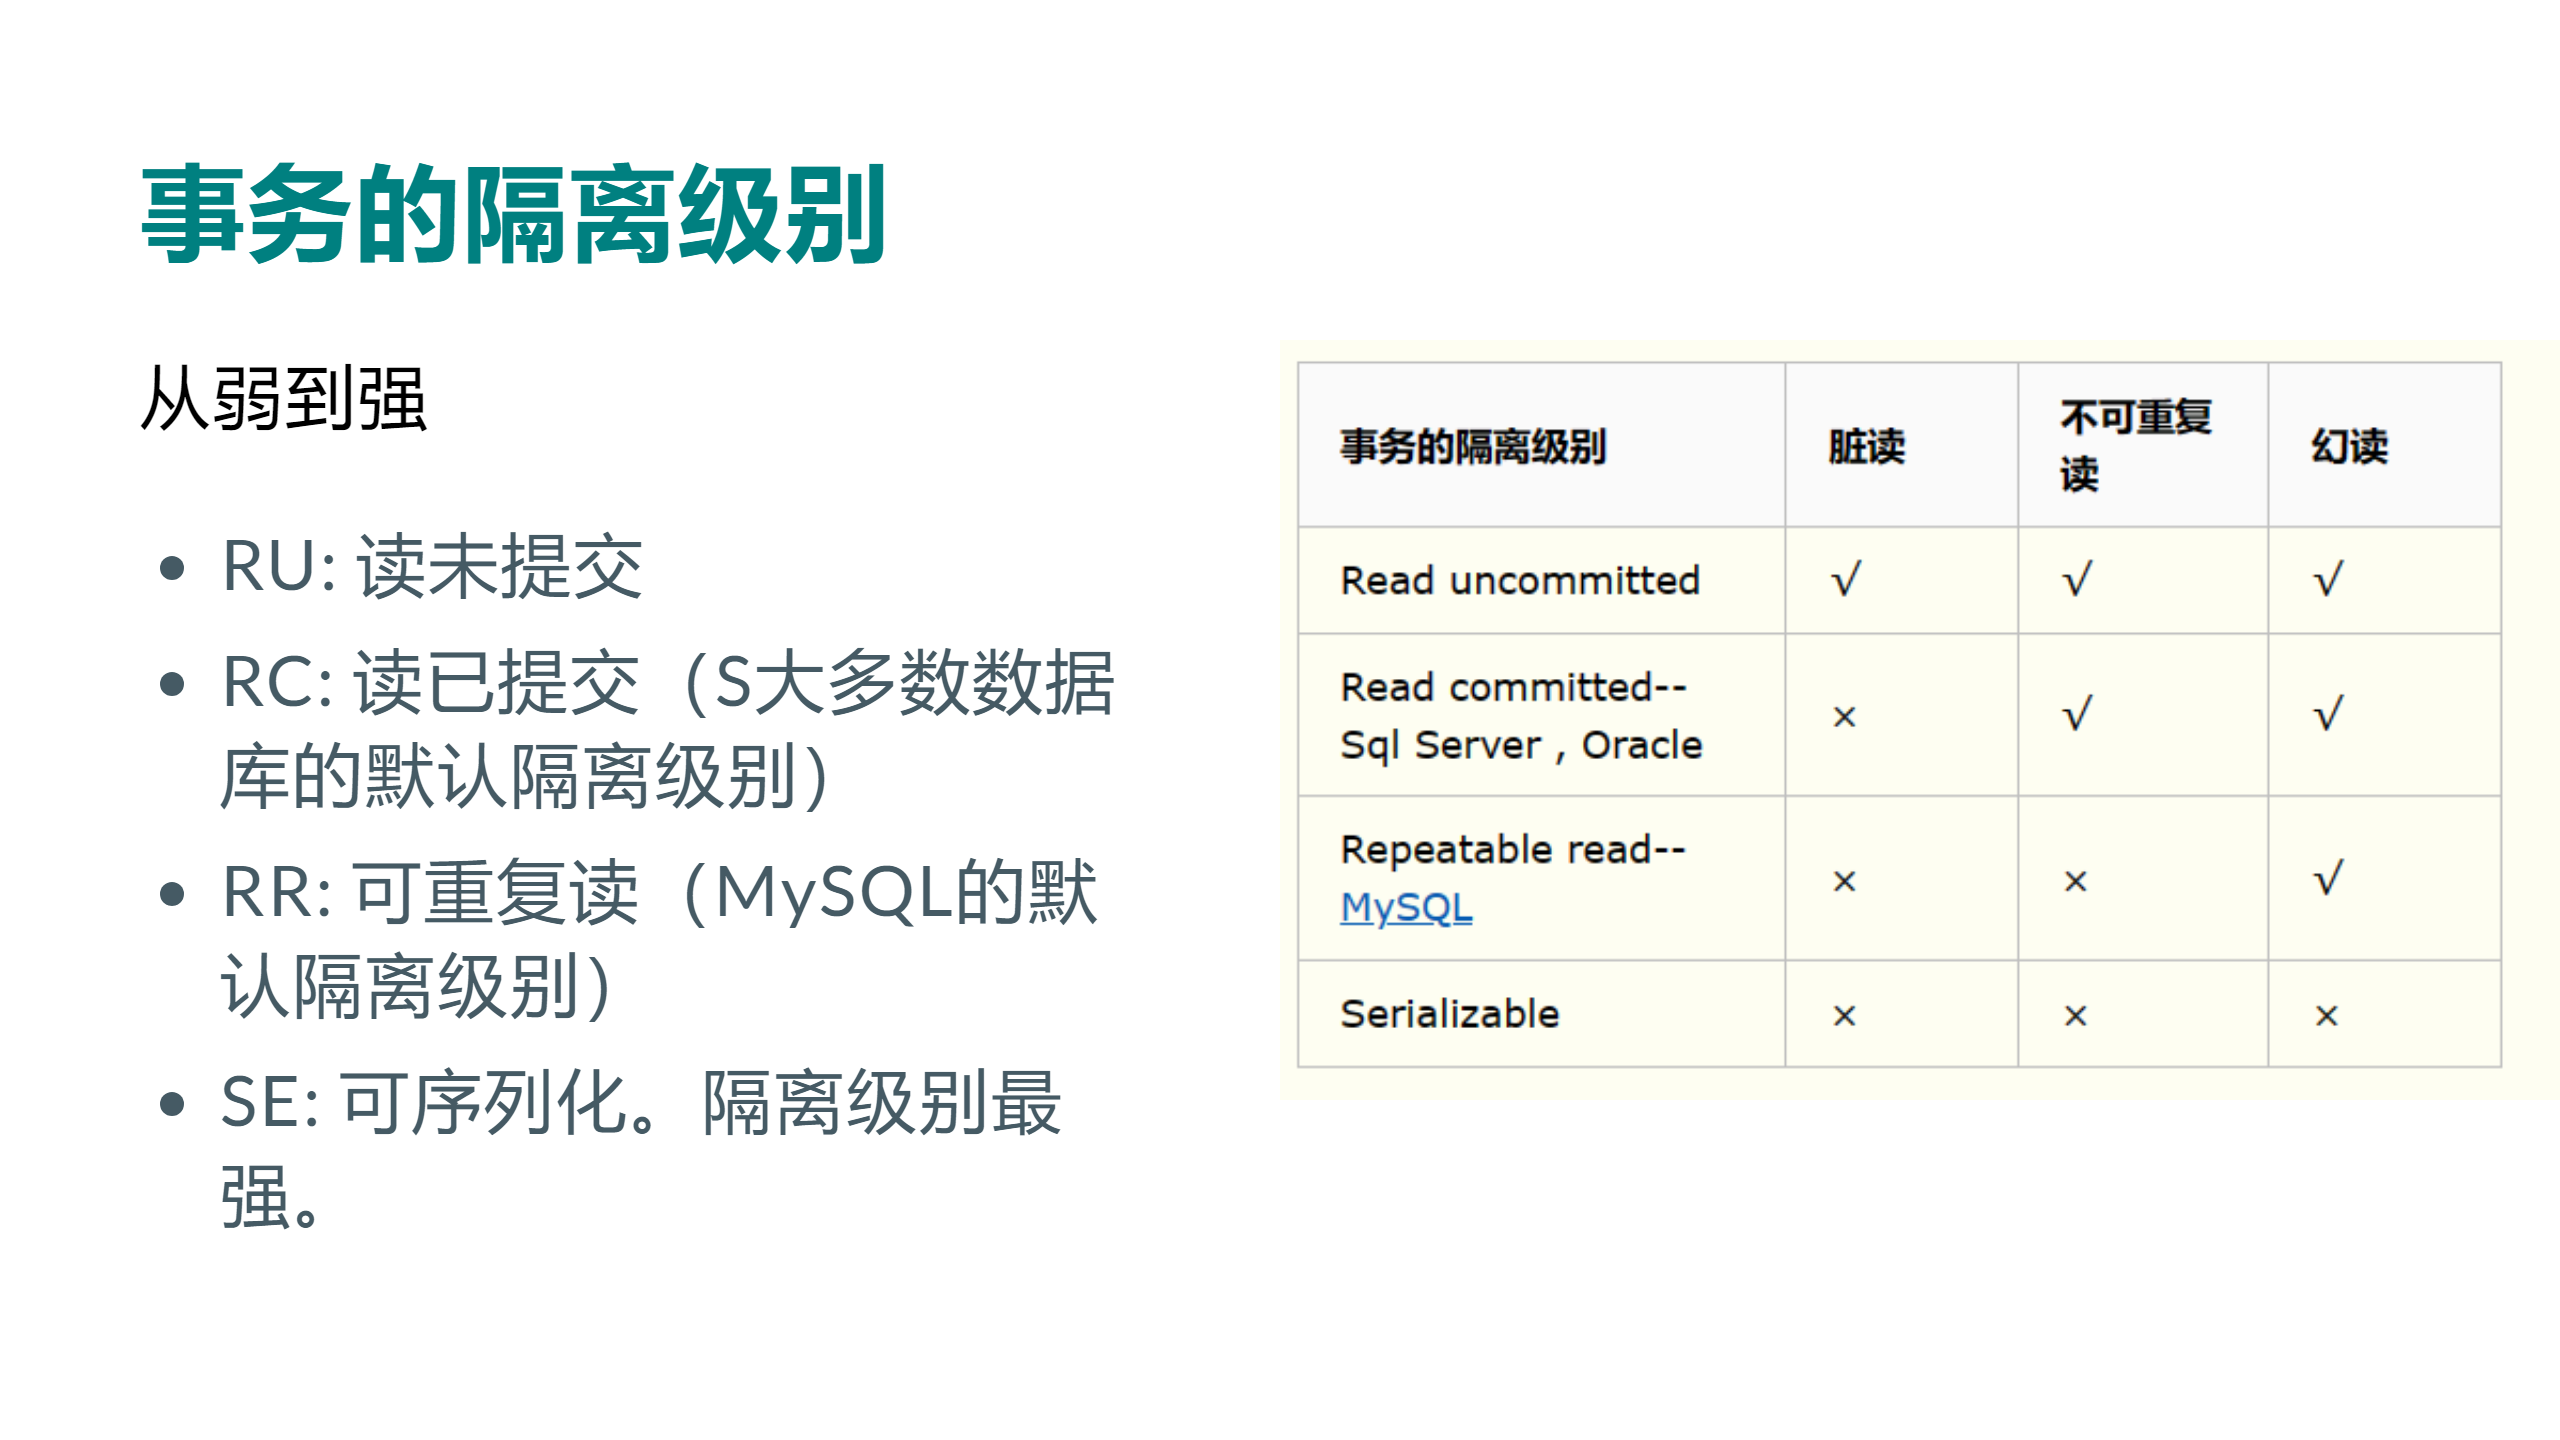 事务的隔离级别
从弱到强
• RU: 读未提交
• RC: 读已提交（S大多数数据
库的默认隔离级别）
• RR: 可重复读（MySQL的默
认隔离级别）
• SE: 可序列化。隔离级别最
强。
事务的隔离级别 脏读 不可重复
读 幻读
Read uncommitted √ √ √
Read committed--
Sql Server , Oracle × √ √
Repeatable read--
MySQL × × √
Serializable × × ×